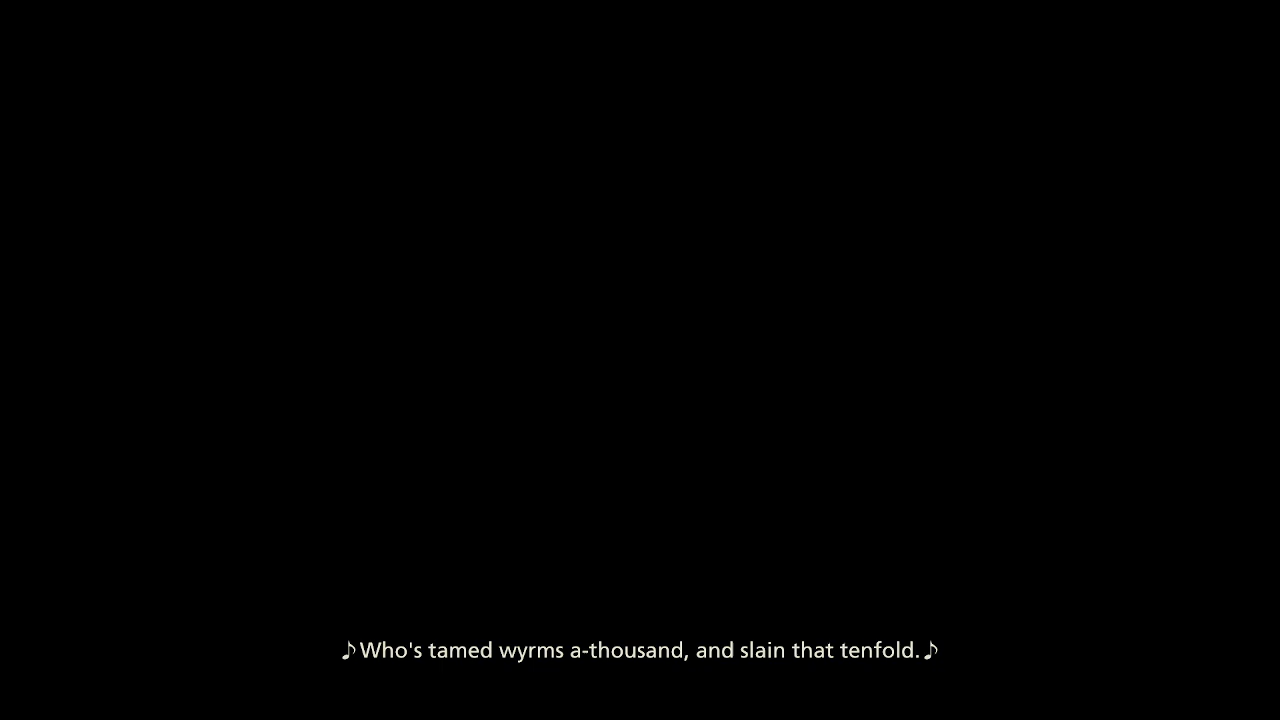 ♪Who's tamed wyrms a-thousand, and slain that tenfold.♪